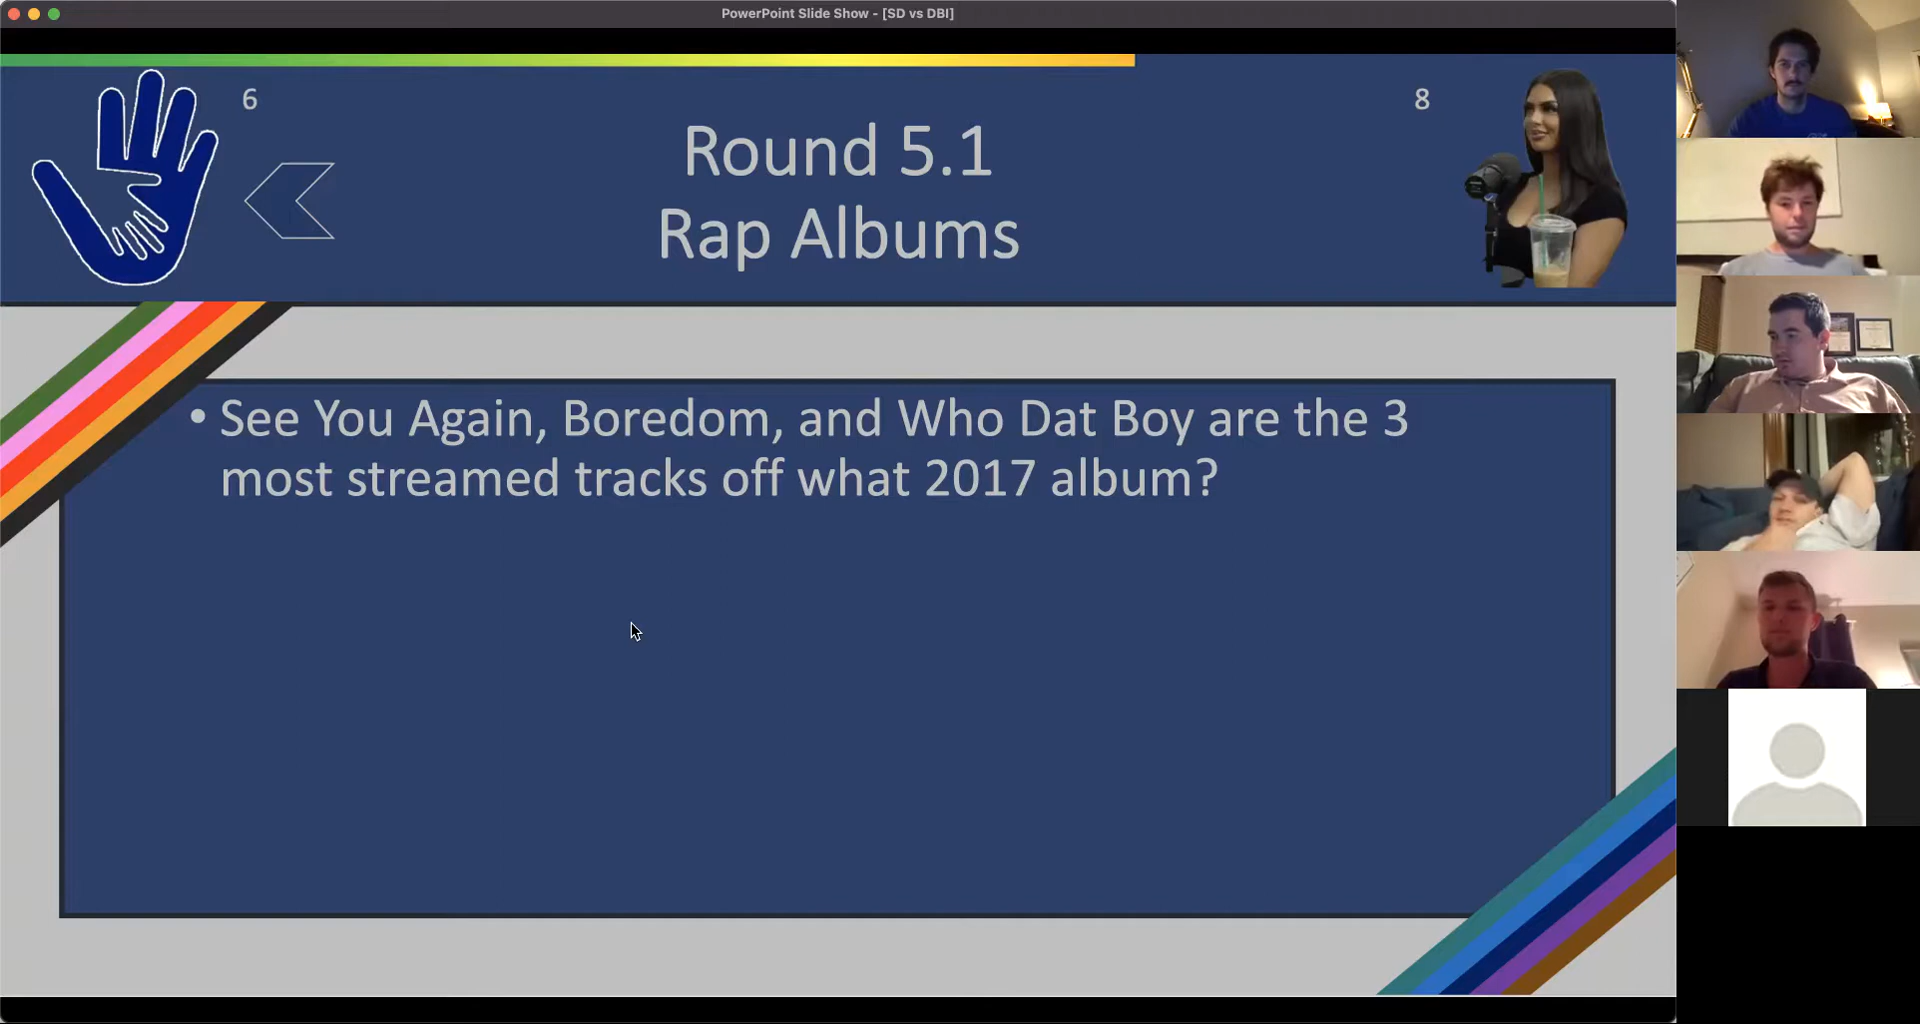 PowerPoint Slide Show - [SD vs DBI]
6
8
Round 5.1
Rap Albums
• See You Again, Boredom, and Who Dat Boy are the 3
most streamed tracks off what 2017 album?